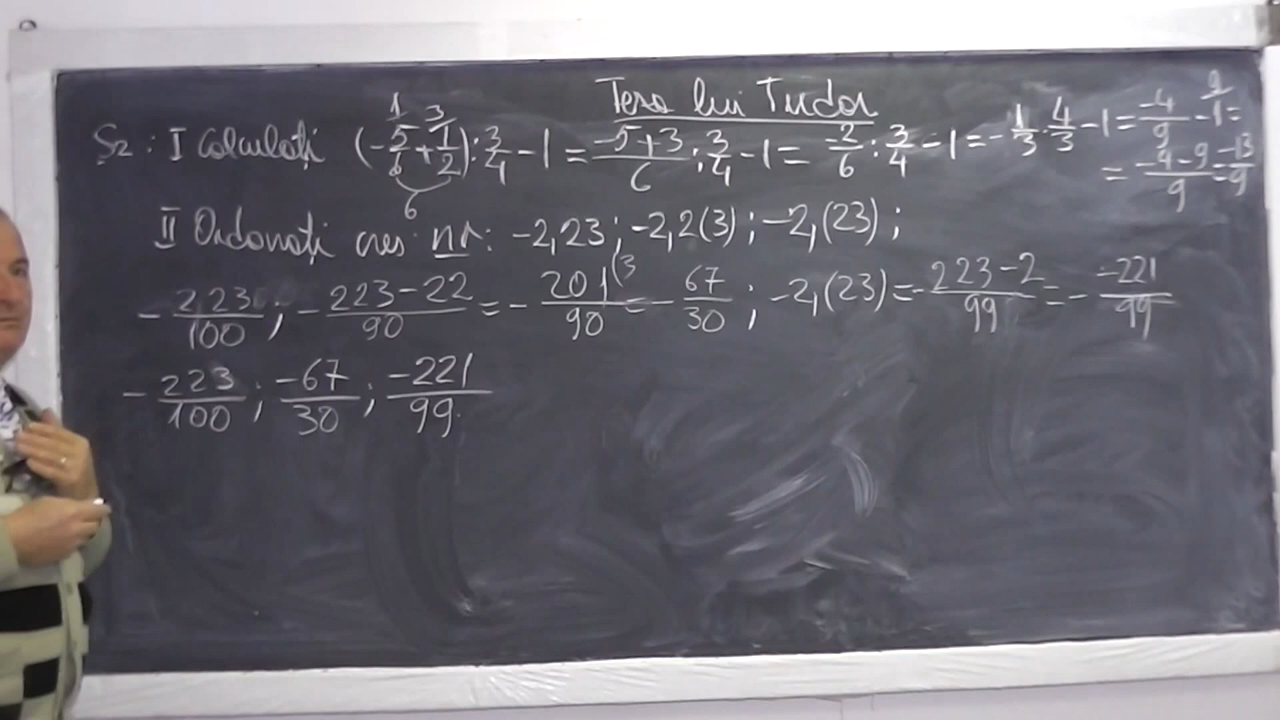 Teza lui Tudor
S2: I Calculați (-5/6 + 1/2) : 3/4 - 1 = (-5+3)/6 : 3/4 - 1 = -2/6 : 3/4 - 1 = -1/3 · 4/3 - 1 = -4/9 - 1 =
= (-4-9)/9 = -13/9
II Ordonați cres nr: -2,23; -2,2(3); -2,(23);
- 223/100; - (223-22)/90 = - 201/90 (3 = - 67/30; -2,(23) = - (223-2)/99 = - -221/99
- 223/100; -67/30; -221/99